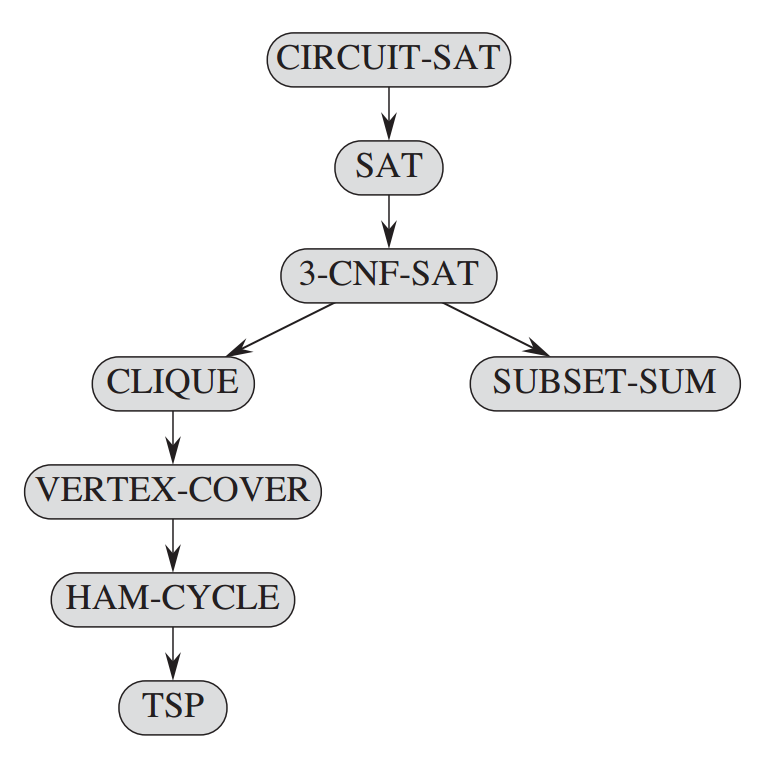 CIRCUIT-SAT
SAT
3-CNF-SAT
CLIQUE
SUBSET-SUM
VERTEX-COVER
HAM-CYCLE
TSP